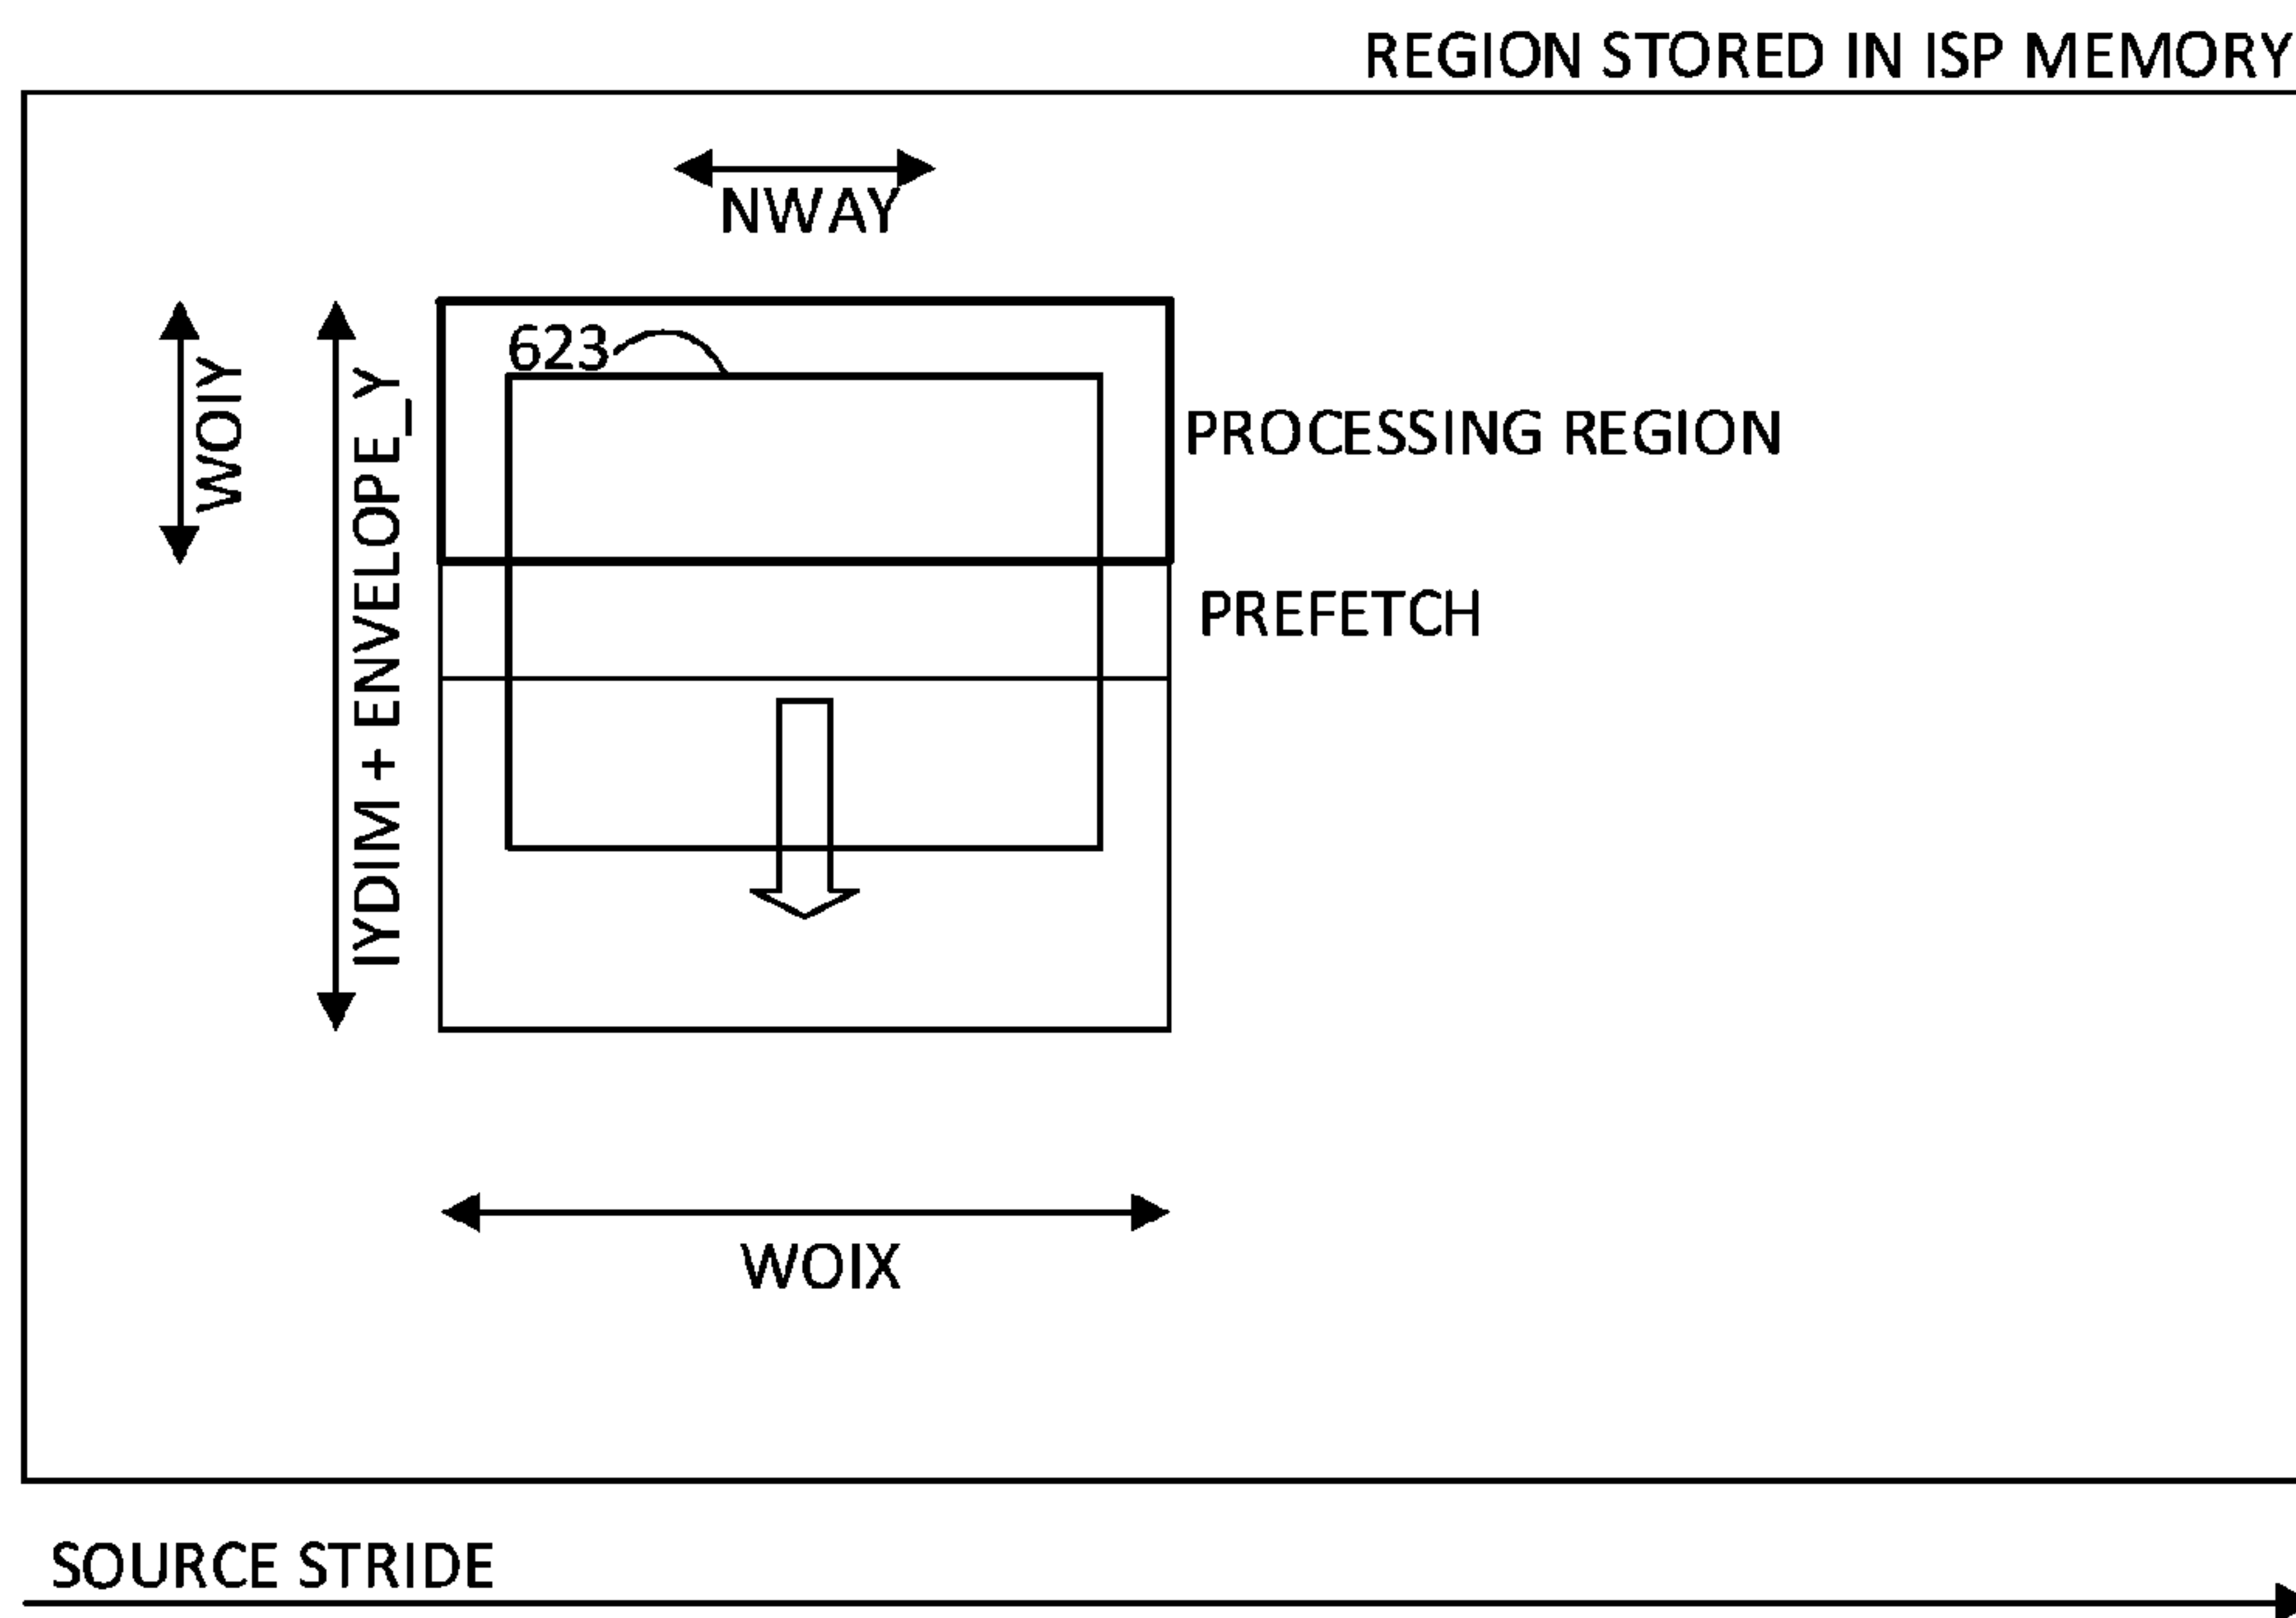 REGION STORED IN ISP MEMORY
NWAY
WOIY
IYDIM + ENVELOPE_Y
623
PROCESSING REGION
PREFETCH
WOIX
SOURCE STRIDE